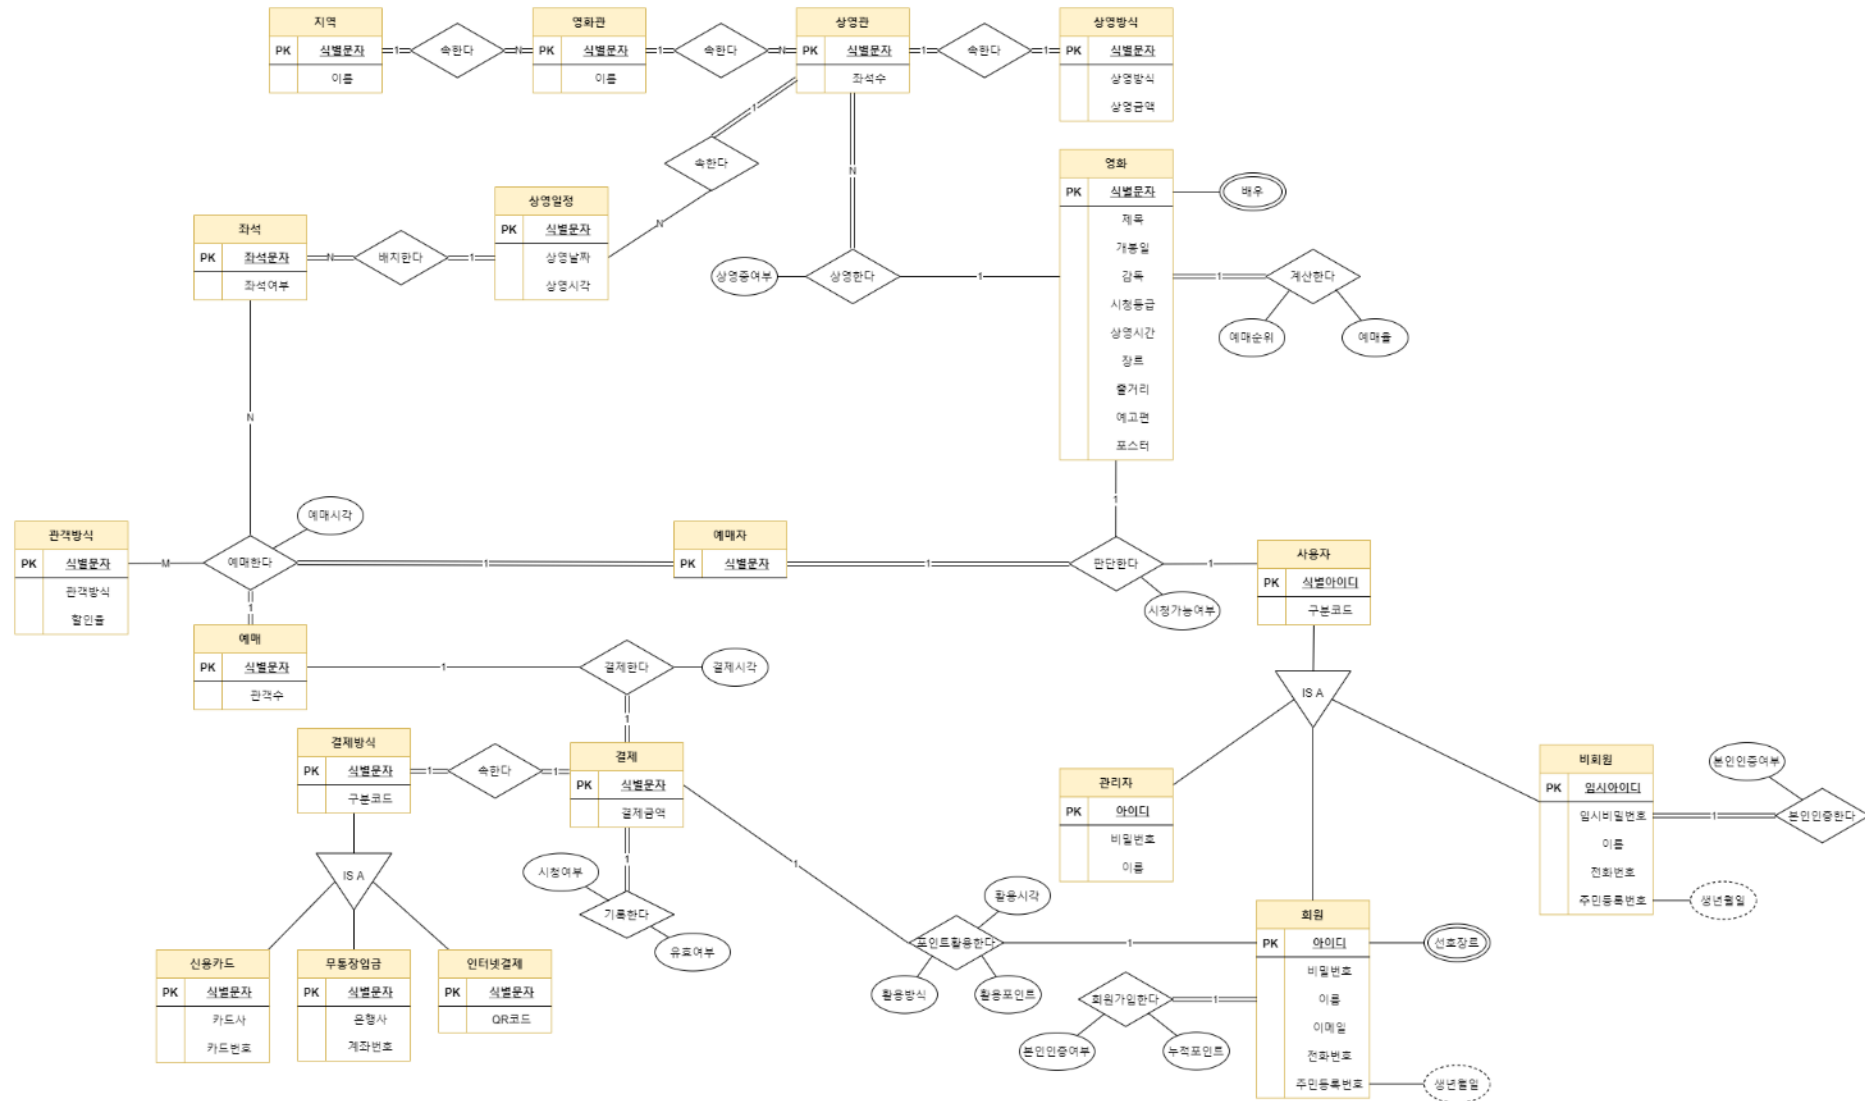 지역
PK 식별문자
이름
1
속한다
N
영화관
PK 식별문자
이름
1
속한다
N
상영관
PK 식별문자
좌석수
1
속한다
1
상영방식
PK 식별문자
상영방식
상영금액
1
속한다
N
N
상영한다
상영중여부
1
영화
PK 식별문자
제목
개봉일
감독
시청등급
상영시간
장르
줄거리
예고편
포스터
배우
1
계산한다
예매순위
예매율
상영일정
PK 식별문자
상영날짜
상영시각
1
배치한다
N
좌석
PK 좌석문자
좌석여부
N
예매시각
관객방식
PK 식별문자
관객방식
할인율
M
예매한다
1
예매자
PK 식별문자
1
1
판단한다
시청가능여부
1
사용자
PK 식별아이디
구분코드
1
예매
PK 식별문자
관객수
1
결제한다
결제시각
1
결제방식
PK 식별문자
구분코드
1
속한다
1
결제
PK 식별문자
결제금액
1
시청여부
기록한다
유효여부
IS A
신용카드
PK 식별문자
카드사
카드번호
무통장입금
PK 식별문자
은행사
계좌번호
인터넷결제
PK 식별문자
QR코드
1
활용시각
포인트활용한다
활용방식
활용포인트
1
IS A
관리자
PK 아이디
비밀번호
이름
비회원
PK 임시아이디
임시비밀번호
이름
전화번호
주민등록번호
생년월일
1
본인인증여부
본인인증한다
회원
PK 아이디
비밀번호
이름
이메일
전화번호
주민등록번호
선호장르
생년월일
1
회원가입한다
본인인증여부
누적포인트